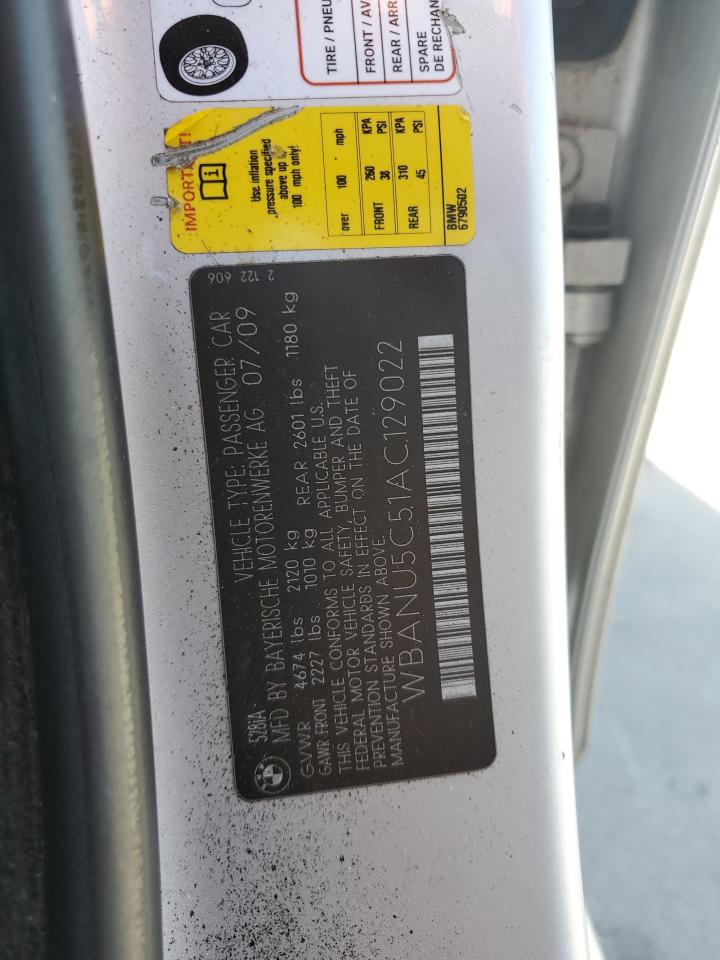 TIRE / PNEU
FRONT / AV
REAR / ARR
SPARE
DE RECHAN
Use inflation
pressure specified
above up to
100 mph only!
over 100 mph
KPA PSI
FRONT 260 38
KPA PSI
REAR 310 45
BMW
6790502
2 122 606
528iA VEHICLE TYPE: PASSENGER CAR
MFD BY BAYERISCHE MOTORENWERKE AG 07/09
GVWR 4674 lbs 2120 kg
GAWR FRONT 2227 lbs 1010 kg REAR 2601 lbs 1180 kg
THIS VEHICLE CONFORMS TO ALL APPLICABLE U.S.
FEDERAL MOTOR VEHICLE SAFETY, BUMPER AND THEFT
PREVENTION STANDARDS IN EFFECT ON THE DATE OF
MANUFACTURE SHOWN ABOVE.
WBANU5C51AC129022
BMW